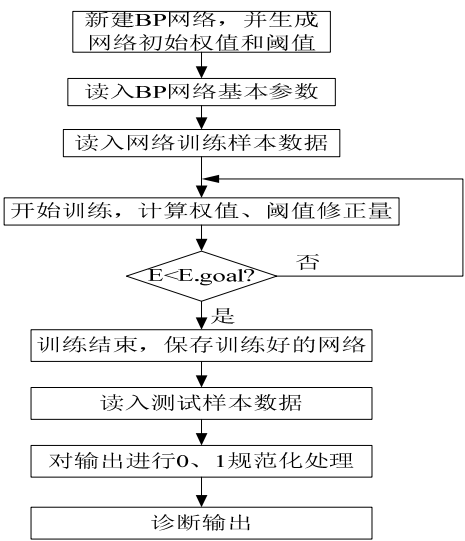 新建BP网络，并生成
网络初始权值和阈值
读入BP网络基本参数
读入网络训练样本数据
开始训练，计算权值、阈值修正量
E<E.goal?
否
是
训练结束，保存训练好的网络
读入测试样本数据
对输出进行0、1规范化处理
诊断输出